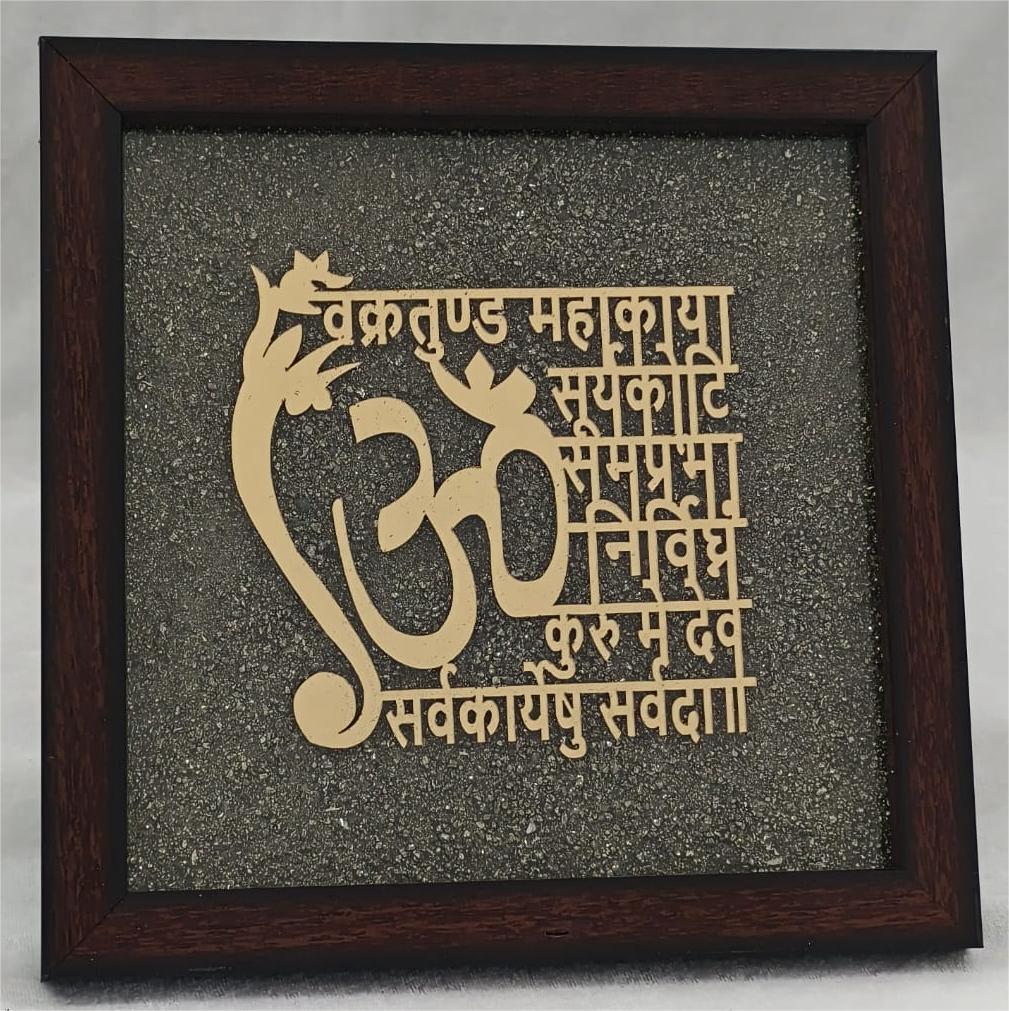 वक्रतुण्ड महाकाया
ॐ
सूर्यकोटि
समप्रभा
निर्विघ्न
कुरु मे देव
सर्वकार्येषु सर्वदा॥